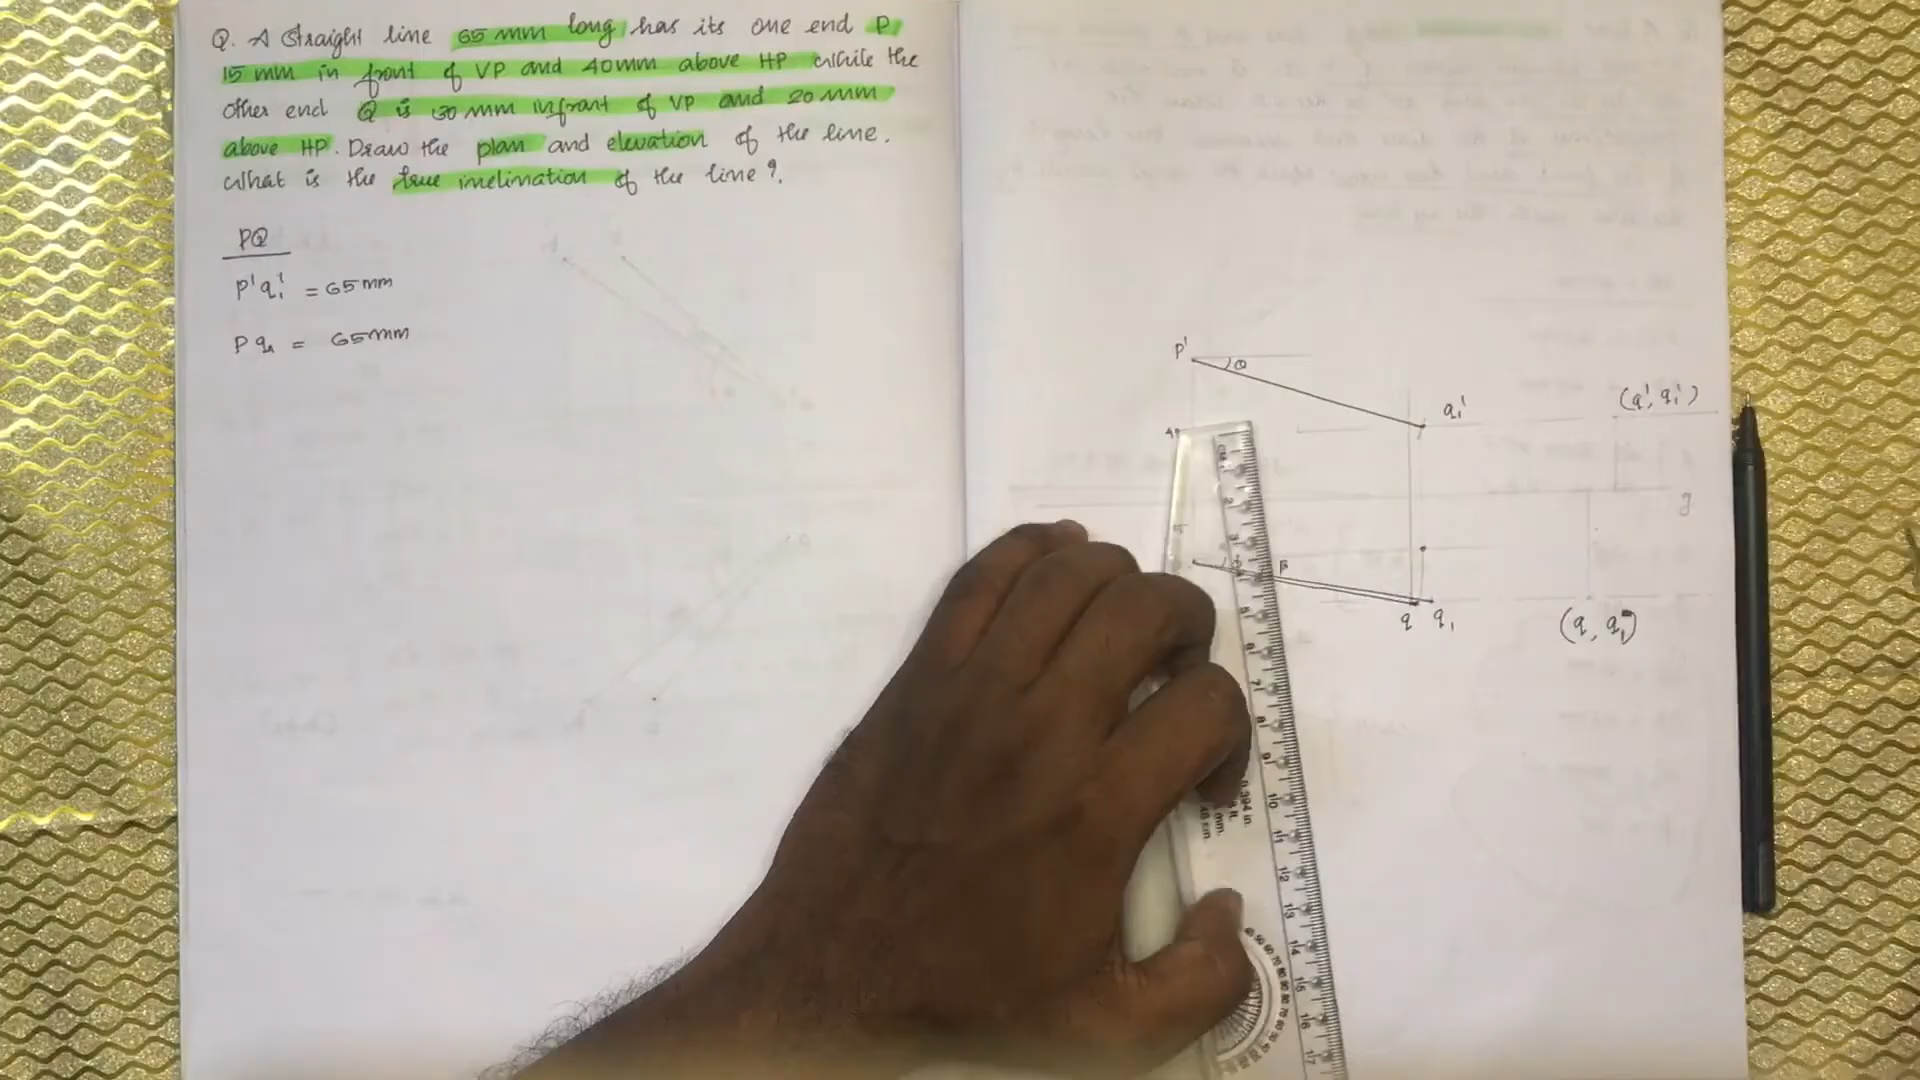 Q. A straight line 65 mm long has its one end P,
15 mm in front of VP and 40mm above HP while the
other end Q is 30 mm infront of VP and 20 mm
above HP. Draw the plan and elevation of the line.
What is the true inclination of the line ?.
PQ
p'q₁' = 65 mm
Pq₁ = 65mm
p'
θ
q₁'
(q', q₁')
40
CM
β
q q₁
(q, q₁)